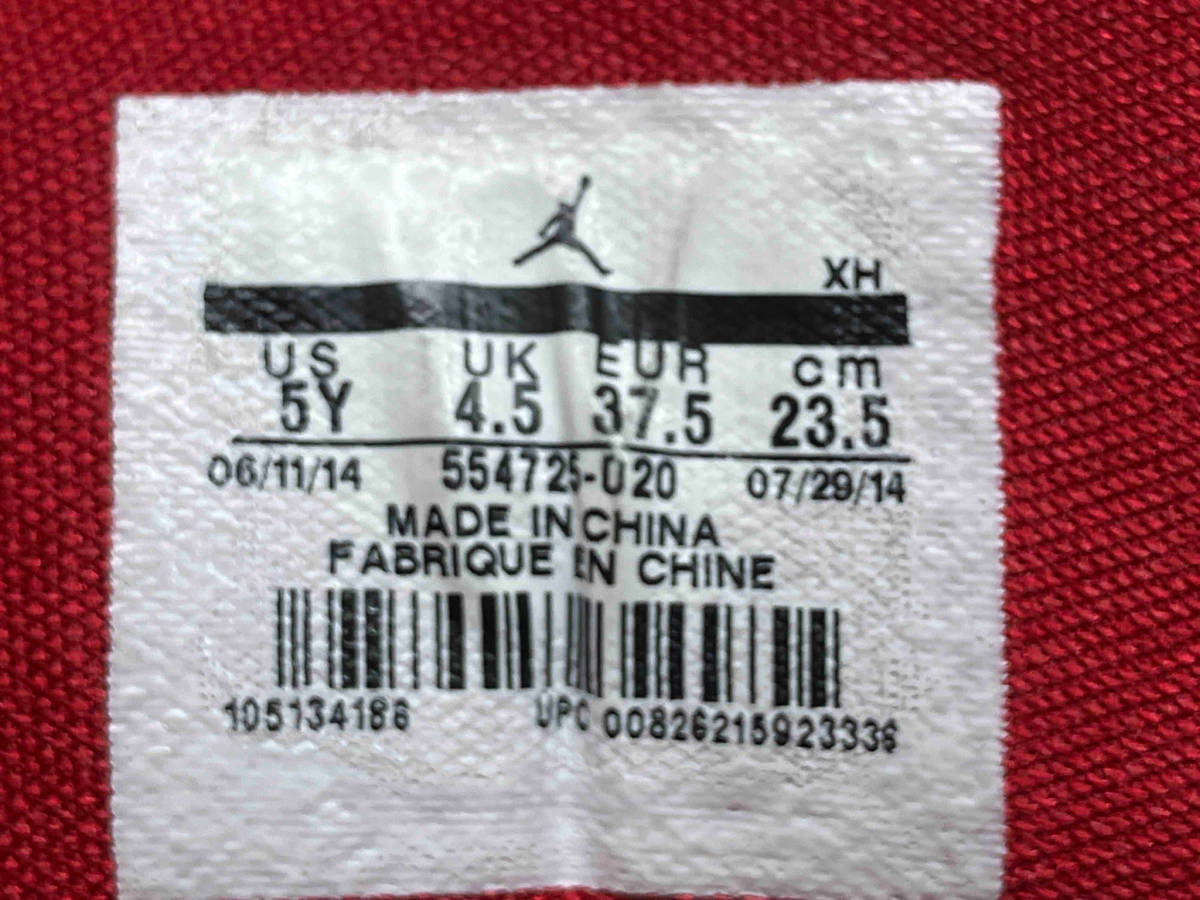 XH
US UK EUR cm
5Y 4.5 37.5 23.5
06/11/14 554725-020 07/29/14
MADE IN CHINA
FABRIQUE EN CHINE
105134186 UPC 00826215923336